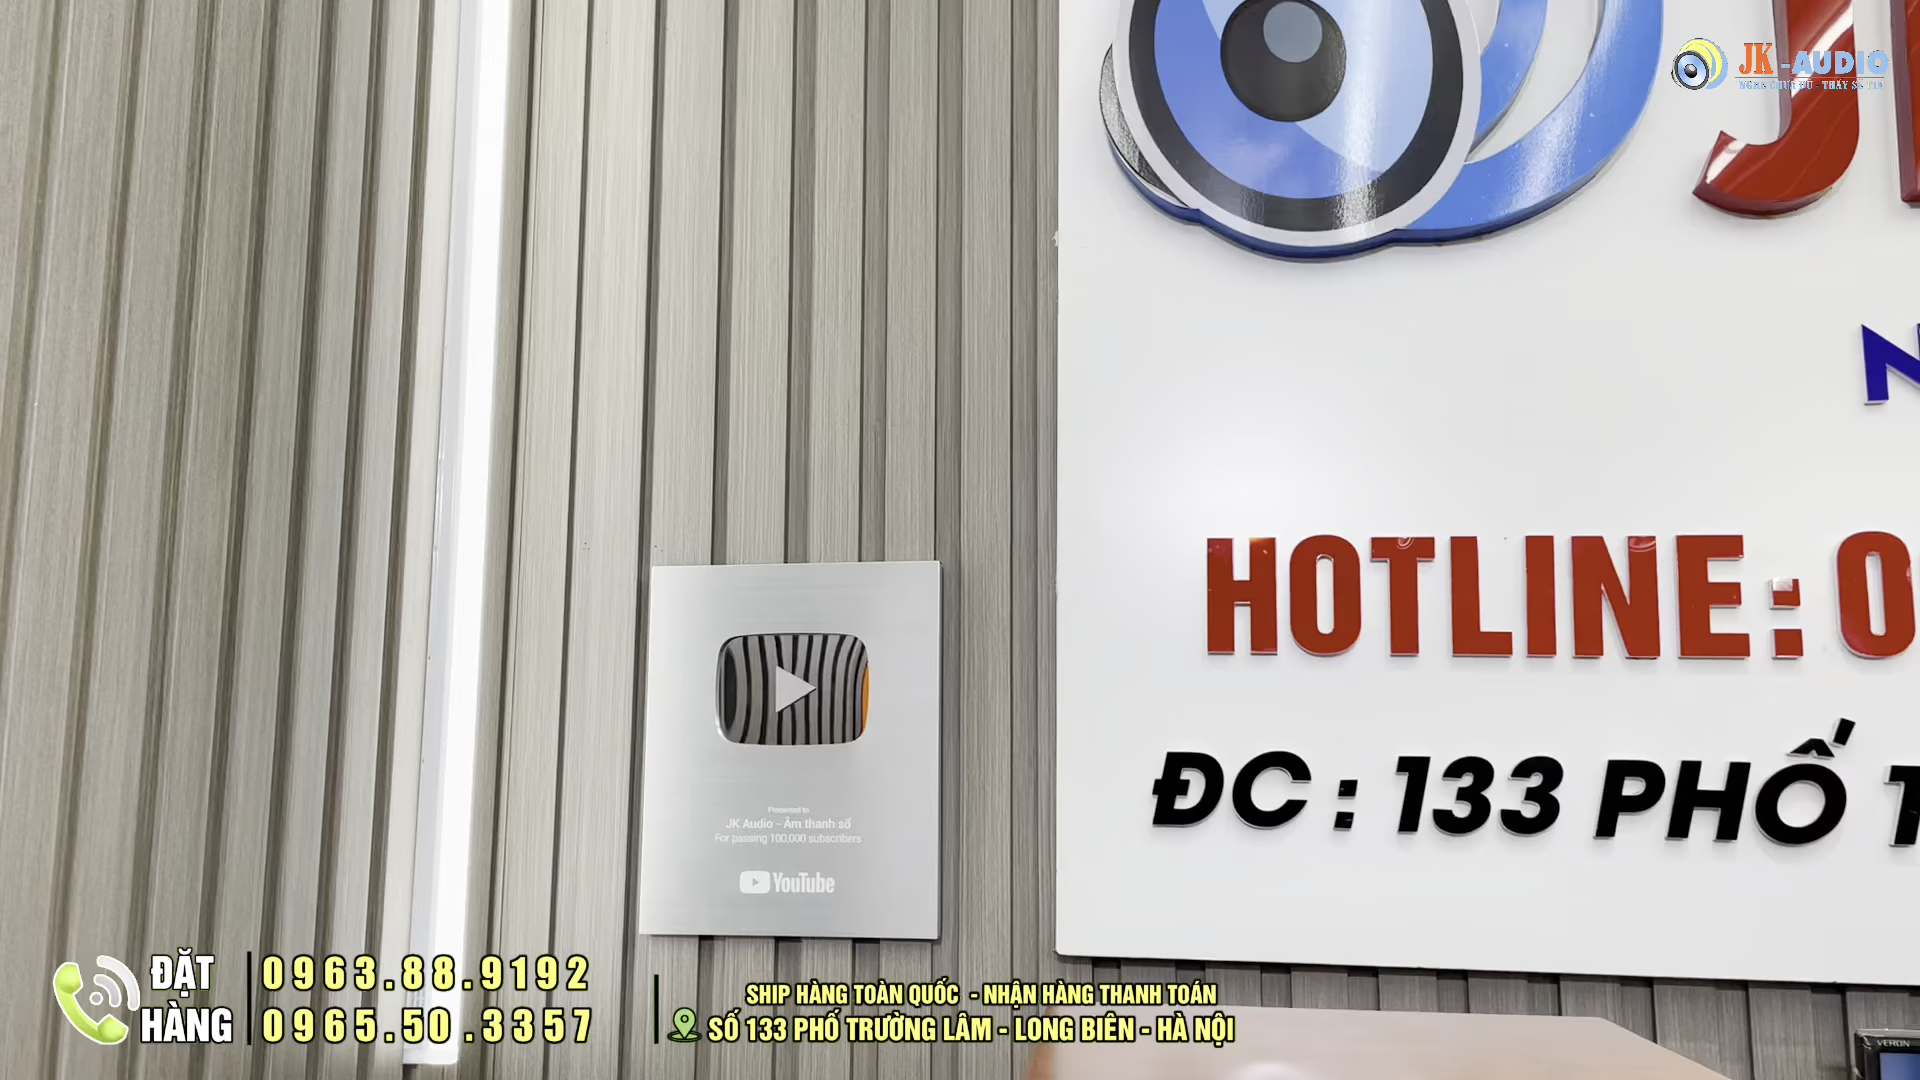 JK-AUDIO
HOTLINE: 0
ĐC : 133 PHỐ T
Presented to
JK Audio - Âm thanh số
For passing 100,000 subscribers
YouTube
ĐẶT HÀNG
0963.88.9192
0965.50.3357
SHIP HÀNG TOÀN QUỐC - NHẬN HÀNG THANH TOÁN
SỐ 133 PHỐ TRƯỜNG LÂM - LONG BIÊN - HÀ NỘI
VERON